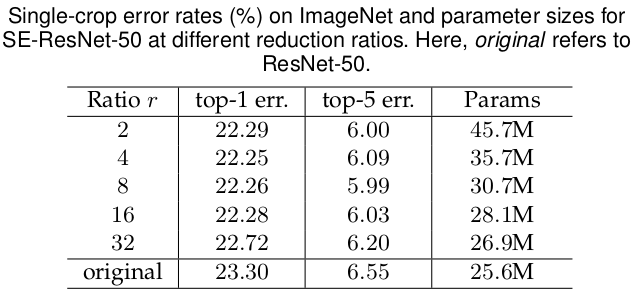 Single-crop error rates (%) on ImageNet and parameter sizes for
SE-ResNet-50 at different reduction ratios. Here, original refers to
ResNet-50.
Ratio r top-1 err. top-5 err. Params
2 22.29 6.00 45.7M
4 22.25 6.09 35.7M
8 22.26 5.99 30.7M
16 22.28 6.03 28.1M
32 22.72 6.20 26.9M
original 23.30 6.55 25.6M